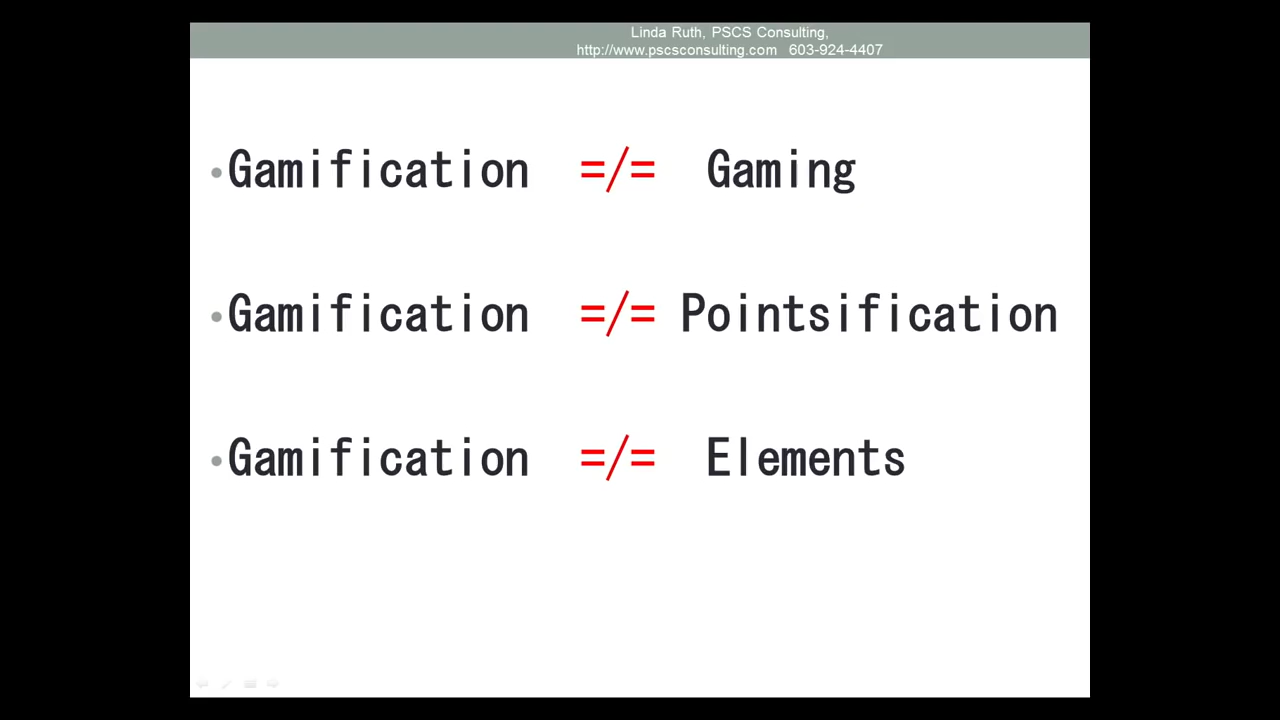 Linda Ruth, PSCS Consulting,
http://www.pscsconsulting.com 603-924-4407
•Gamification =/= Gaming
•Gamification =/= Pointsification
•Gamification =/= Elements